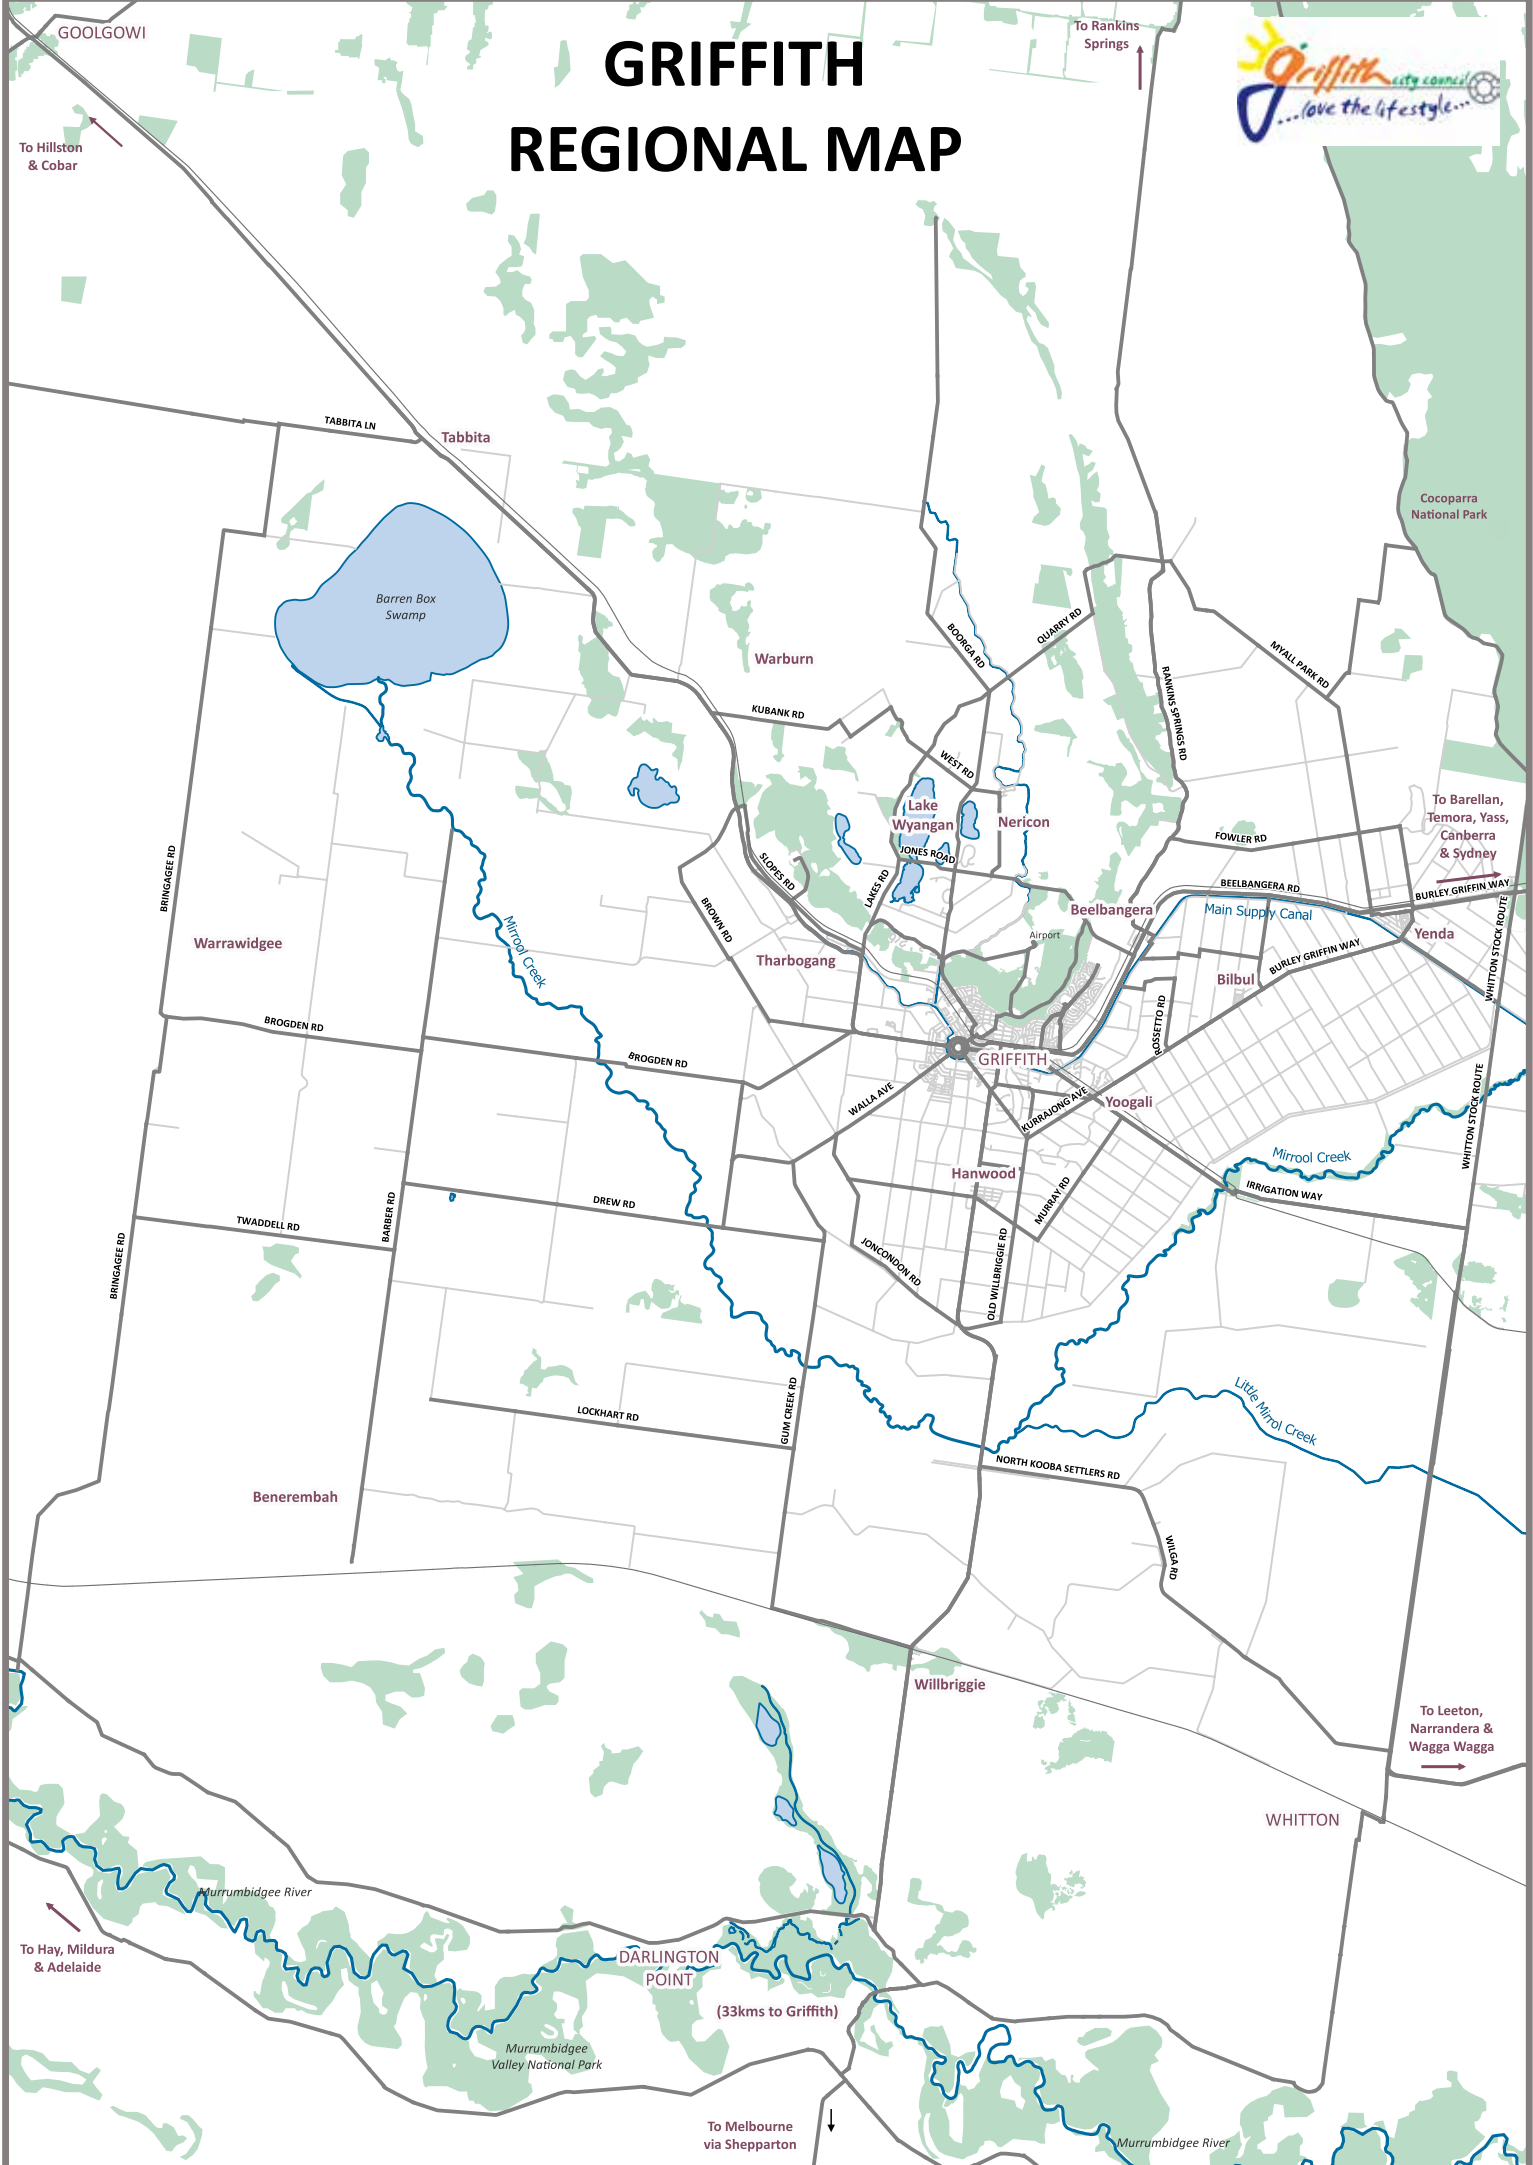 GOOLGOWI
GRIFFITH
REGIONAL MAP
To Rankins
Springs
griffith city council
...love the lifestyle...
To Hillston
& Cobar
TABBITA LN
Tabbita
Cocoparra
National Park
Barren Box
Swamp
Warburn
BOORGA RD
QUARRY RD
MYALL PARK RD
RANKINS SPRINGS RD
KUBANK RD
WEST RD
Lake
Wyangan
Nericon
JONES ROAD
To Barellan,
Temora, Yass,
Canberra
& Sydney
FOWLER RD
BRINGAGEE RD
SLOPES RD
LAKES RD
BEELBANGERA RD
BURLEY GRIFFIN WAY
BROWN RD
Beelbangera
Main Supply Canal
WHITTON STOCK ROUTE
Airport
Yenda
Warrawidgee
Mirrool Creek
Tharbogang
BURLEY GRIFFIN WAY
Bilbul
BROGDEN RD
ROSSETTO RD
BROGDEN RD
GRIFFITH
WALLA AVE
KURRAJONG AVE
Yoogali
WHITTON STOCK ROUTE
Mirrool Creek
Hanwood
IRRIGATION WAY
MURRAY RD
DREW RD
BARBER RD
TWADDELL RD
BRINGAGEE RD
JONCONDON RD
OLD WILLBRIGGIE RD
GUM CREEK RD
LOCKHART RD
Little Mirrol Creek
NORTH KOOBA SETTLERS RD
Benerembah
WILGA RD
Willbriggie
To Leeton,
Narrandera &
Wagga Wagga
WHITTON
Murrumbidgee River
To Hay, Mildura
& Adelaide
DARLINGTON
POINT
(33kms to Griffith)
Murrumbidgee
Valley National Park
To Melbourne
via Shepparton
Murrumbidgee River